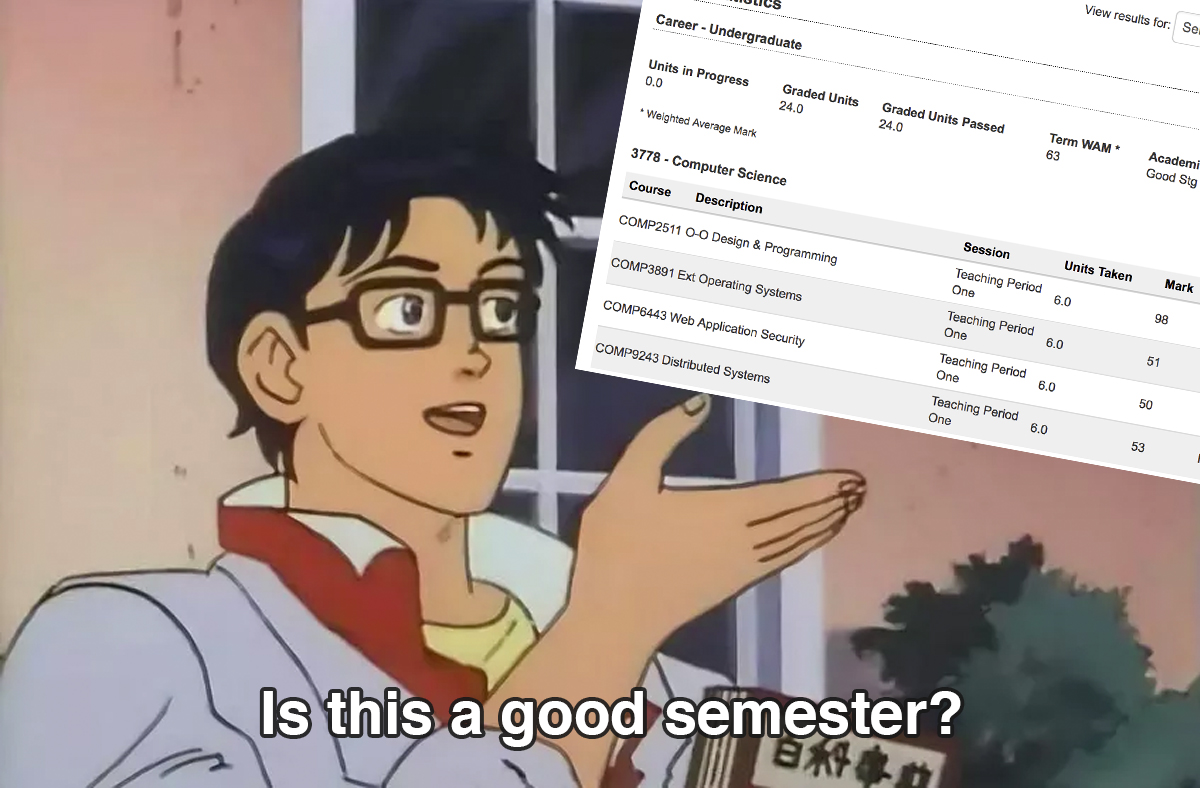 View results for:
Career - Undergraduate
Units in Progress
0.0
Graded Units
24.0
Graded Units Passed
24.0
Term WAM *
63
Good Stg
* Weighted Average Mark
3778 - Computer Science
Course Description Session Units Taken Mark
COMP2511 O-O Design & Programming Teaching Period One 6.0 98
COMP3891 Ext Operating Systems Teaching Period One 6.0 51
COMP6443 Web Application Security Teaching Period One 6.0 50
COMP9243 Distributed Systems Teaching Period One 6.0 53
Is this a good semester?